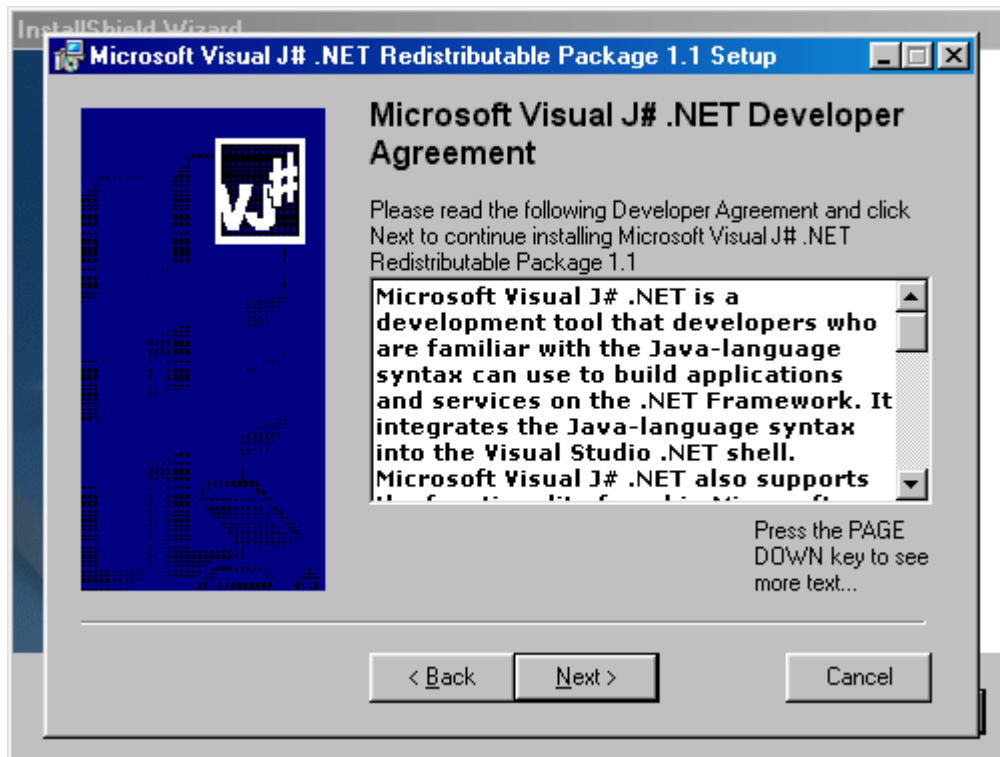 InstallShield Wizard
Microsoft Visual J# .NET Redistributable Package 1.1 Setup
VJ#
Microsoft Visual J# .NET Developer
Agreement
Please read the following Developer Agreement and click
Next to continue installing Microsoft Visual J# .NET
Redistributable Package 1.1
Microsoft Visual J# .NET is a
development tool that developers who
are familiar with the Java-language
syntax can use to build applications
and services on the .NET Framework. It
integrates the Java-language syntax
into the Visual Studio .NET shell.
Microsoft Visual J# .NET also supports
Press the PAGE
DOWN key to see
more text...
< Back
Next >
Cancel